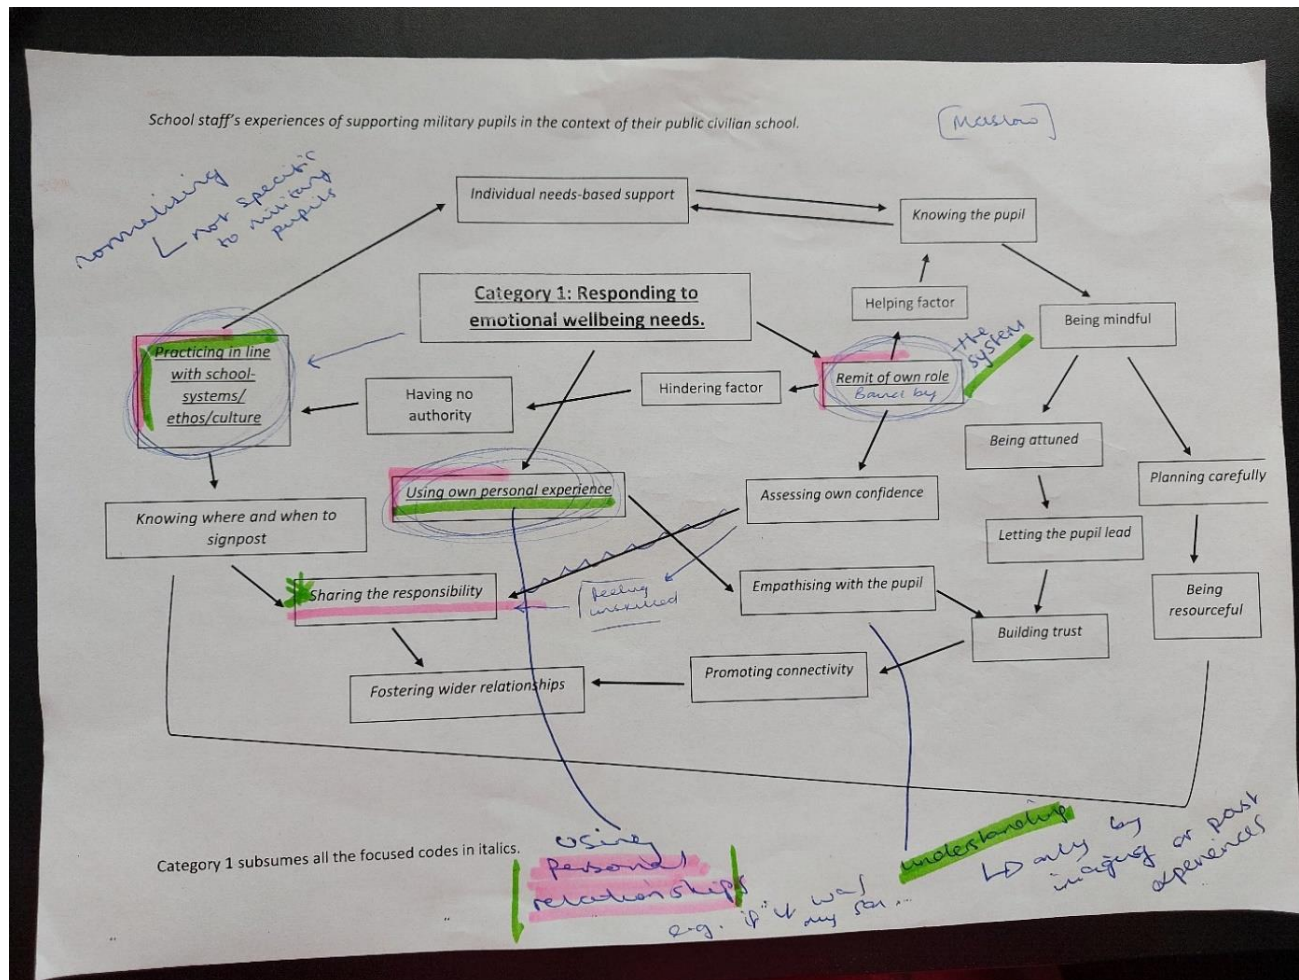 School staff's experiences of supporting military pupils in the context of their public civilian school.
[Maslow]
normalising
not specific
to military
pupils
Individual needs-based support
Knowing the pupil
Category 1: Responding to
emotional wellbeing needs.
Helping factor
Being mindful
the
system
Practicing in line
with school-
systems/
ethos/culture
Having no
authority
Hindering factor
Remit of own role
Being attuned
Planning carefully
Using own personal experience
Assessing own confidence
Knowing where and when to
signpost
Letting the pupil lead
Sharing the responsibility
feeling
unskilled
Empathising with the pupil
Being
resourceful
Building trust
Fostering wider relationships
Promoting connectivity
Category 1 subsumes all the focused codes in italics.
using
personal
relationships
e.g. "if it was
my son...
understanding
only by
or past
experiences